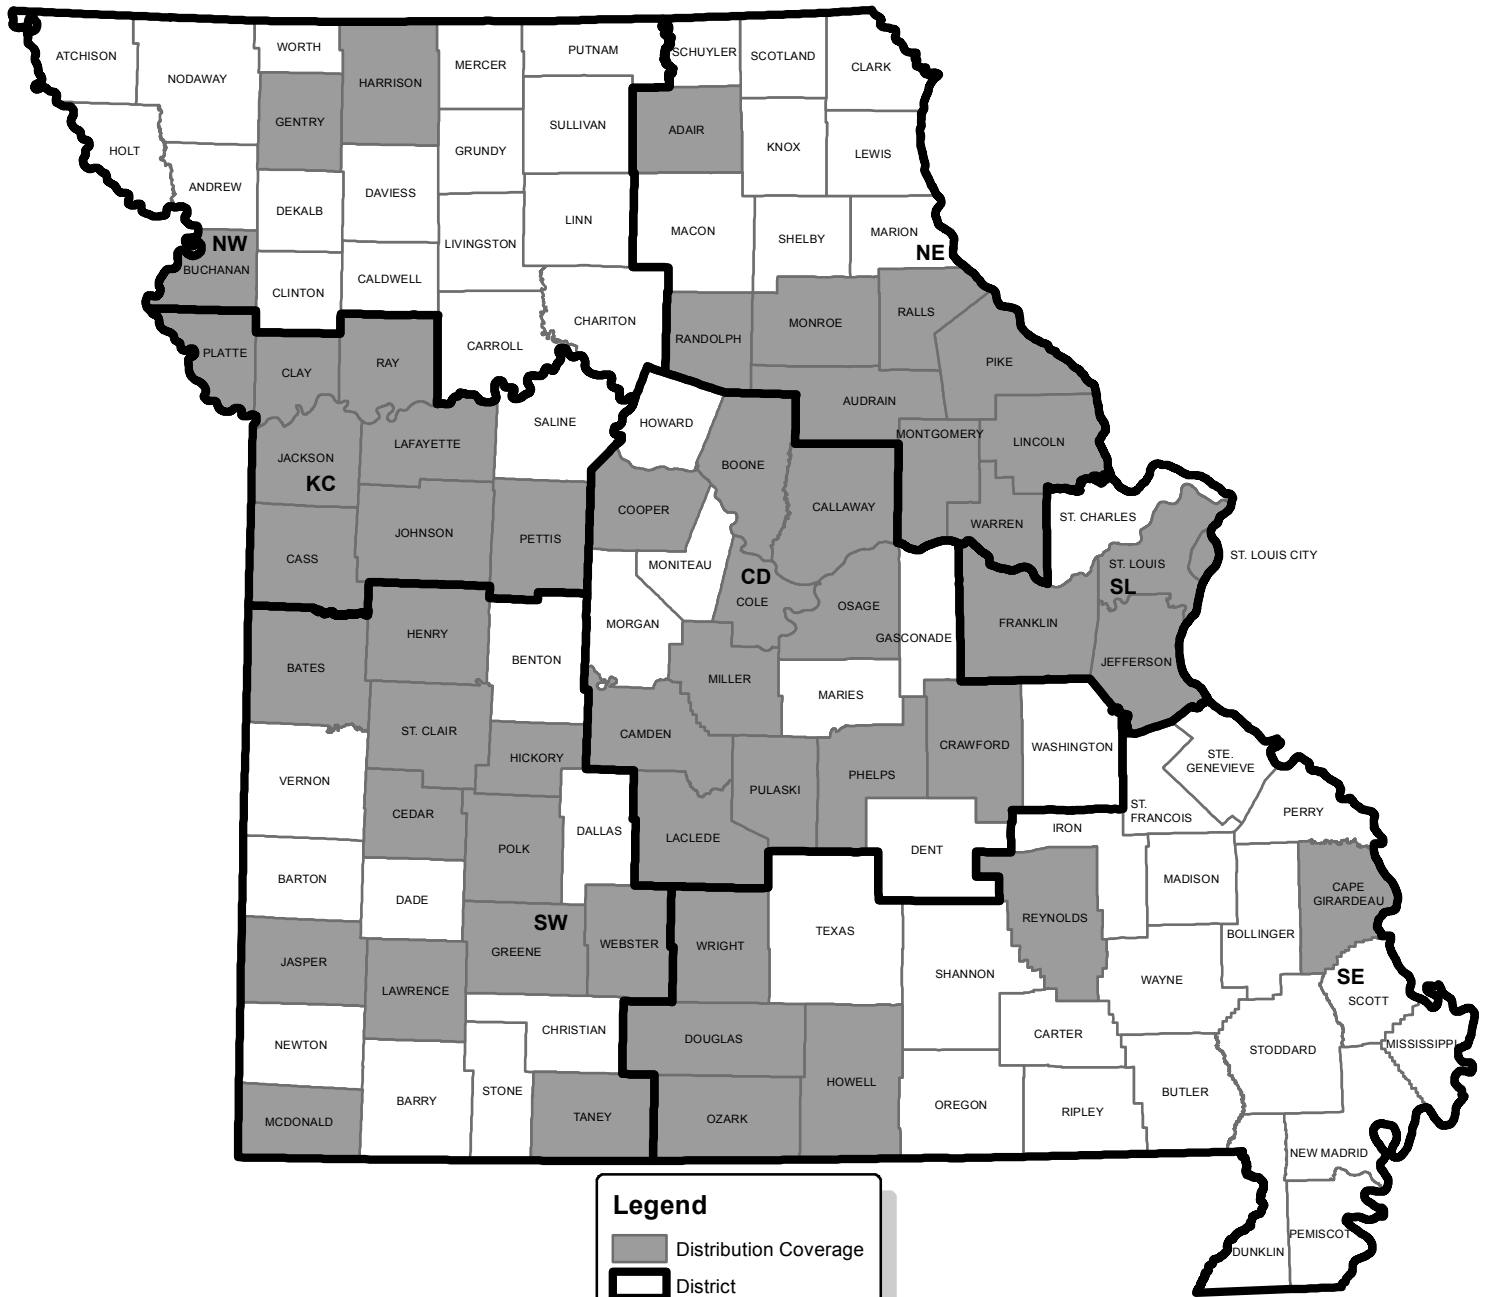 ATCHISON
NODAWAY
WORTH
HARRISON
MERCER
PUTNAM
SCHUYLER
SCOTLAND
CLARK
GENTRY
SULLIVAN
ADAIR
KNOX
LEWIS
HOLT
ANDREW
DEKALB
DAVIESS
GRUNDY
LINN
MACON
SHELBY
MARION
NE
NW
BUCHANAN
CLINTON
CALDWELL
LIVINGSTON
CHARITON
CARROLL
RANDOLPH
MONROE
RALLS
PIKE
PLATTE
CLAY
RAY
AUDRAIN
MONTGOMERY
LINCOLN
SALINE
HOWARD
BOONE
LAFAYETTE
JACKSON
KC
COOPER
CALLAWAY
WARREN
ST. CHARLES
CASS
JOHNSON
PETTIS
MONITEAU
CD
COLE
OSAGE
GASCONADE
ST. LOUIS
SL
ST. LOUIS CITY
FRANKLIN
JEFFERSON
MORGAN
BATES
HENRY
BENTON
MILLER
MARIES
ST. CLAIR
HICKORY
CAMDEN
PULASKI
PHELPS
CRAWFORD
WASHINGTON
STE.
GENEVIEVE
VERNON
CEDAR
POLK
DALLAS
LACLEDE
DENT
IRON
ST.
FRANCOIS
PERRY
BARTON
DADE
MADISON
CAPE
GIRARDEAU
SW
GREENE
WEBSTER
WRIGHT
TEXAS
REYNOLDS
BOLLINGER
JASPER
LAWRENCE
SHANNON
WAYNE
SE
SCOTT
NEWTON
CHRISTIAN
DOUGLAS
CARTER
STODDARD
MISSISSIPPI
MCDONALD
BARRY
STONE
TANEY
OZARK
HOWELL
OREGON
RIPLEY
BUTLER
NEW MADRID
PEMISCOT
DUNKLIN
Legend
Distribution Coverage
District